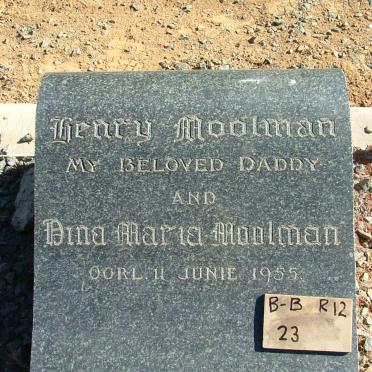 Henry Moolman
MY BELOVED DADDY
AND
Dina Maria Moolman
OORL. 11 JUNIE 1955
B-B R12
23